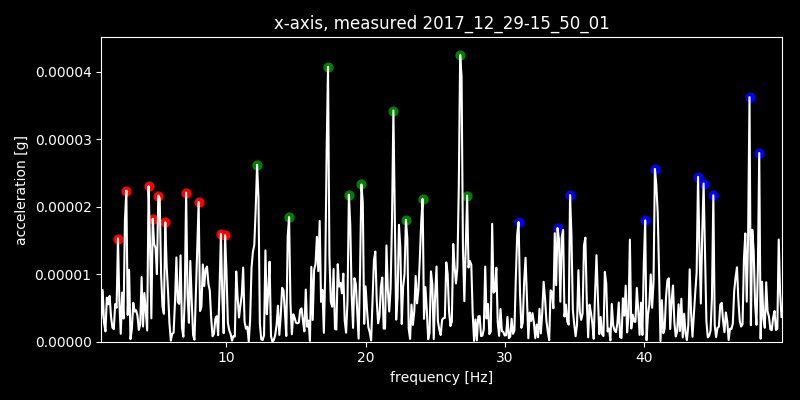 x-axis, measured 2017_12_29-15_50_01
0.00004
0.00003
0.00002
0.00001
0.00000
acceleration [g]
10 20 30 40
frequency [Hz]